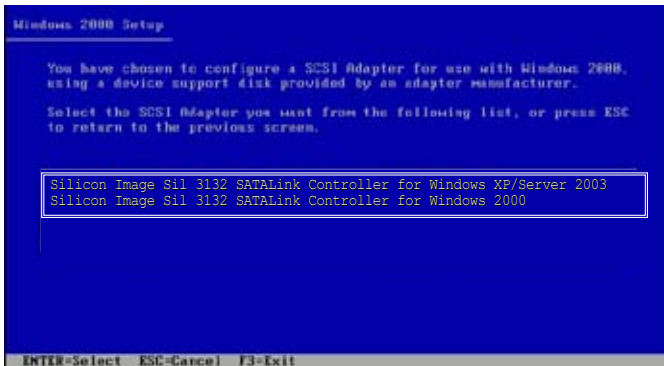 Windows 2000 Setup
You have chosen to configure a SCSI Adapter for use with Windows 2000,
using a device support disk provided by an adapter manufacturer.
Select the SCSI Adapter you want from the following list, or press ESC
to return to the previous screen.
Silicon Image Sil 3132 SATALink Controller for Windows XP/Server 2003
Silicon Image Sil 3132 SATALink Controller for Windows 2000
ENTER=Select ESC=Cancel F3=Exit